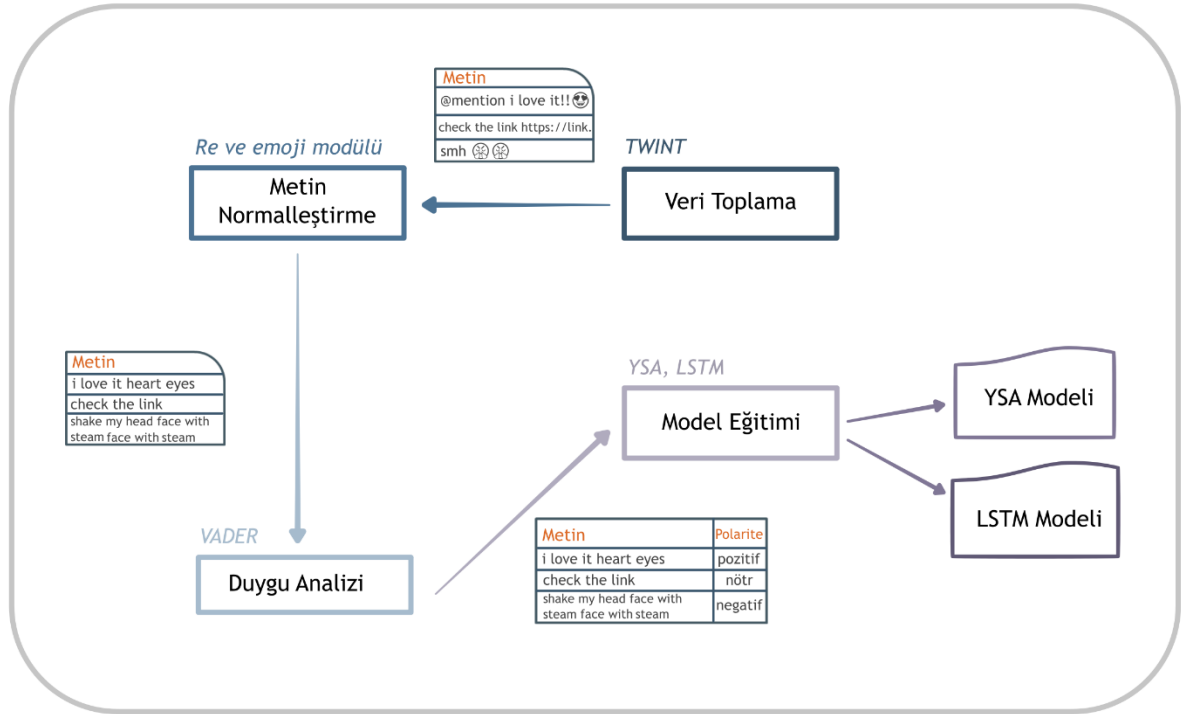 Metin
@mention i love it!!😍
check the link https://link.
smh
TWINT
Veri Toplama
Re ve emoji modülü
Metin
Normalleştirme
Metin
i love it heart eyes
check the link
shake my head face with
steam face with steam
VADER
Duygu Analizi
Metin Polarite
i love it heart eyes pozitif
check the link nötr
shake my head face with
steam face with steam negatif
YSA, LSTM
Model Eğitimi
YSA Modeli
LSTM Modeli